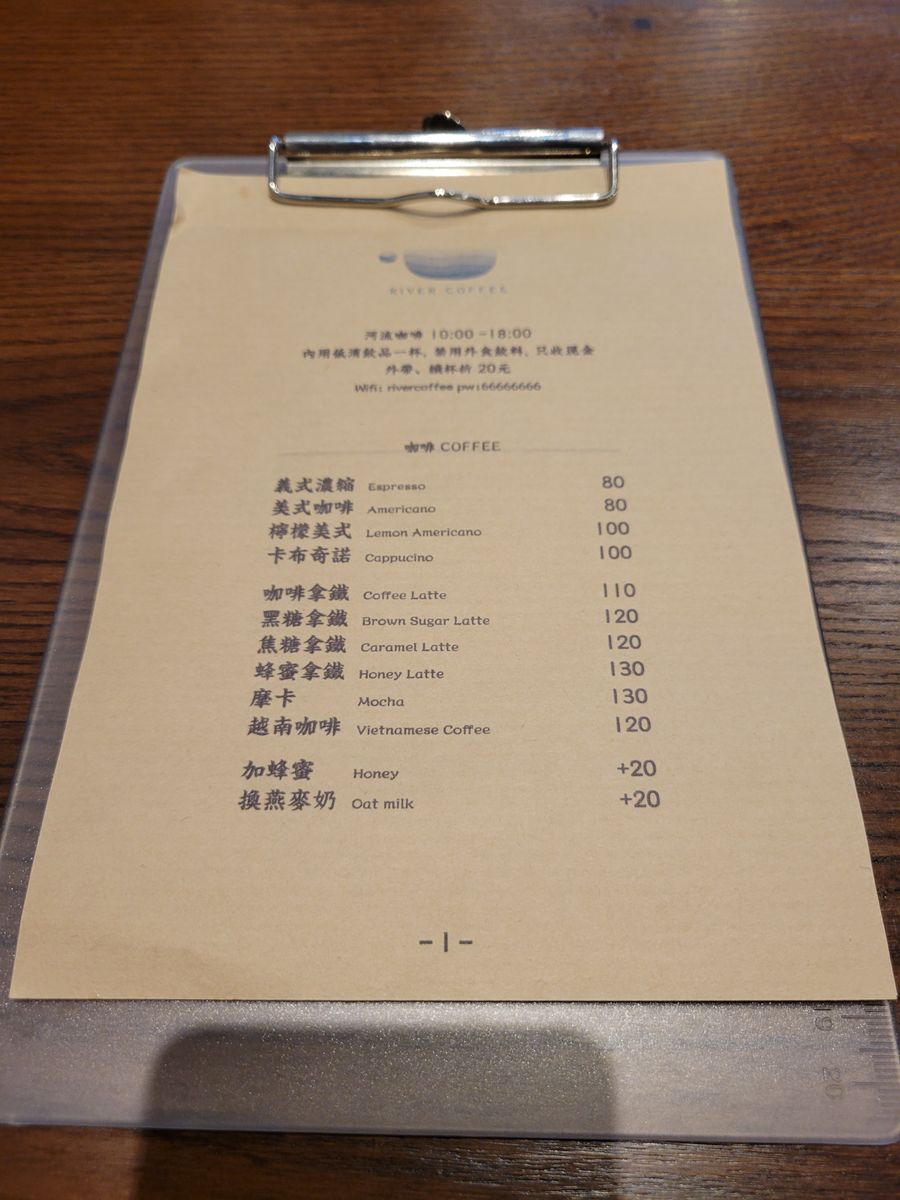 RIVER COFFEE
河流咖啡 10:00 -18:00
內用低消飲品一杯, 禁用外食飲料, 只收現金
外帶、續杯折 20元
Wifi: rivercoffee pw:66666666
咖啡 COFFEE
義式濃縮 Espresso 80
美式咖啡 Americano 80
檸檬美式 Lemon Americano 100
卡布奇諾 Cappucino 100
咖啡拿鐵 Coffee Latte 110
黑糖拿鐵 Brown Sugar Latte 120
焦糖拿鐵 Caramel Latte 120
蜂蜜拿鐵 Honey Latte 130
摩卡 Mocha 130
越南咖啡 Vietnamese Coffee 120
加蜂蜜 Honey +20
換燕麥奶 Oat milk +20
-1-
19
20